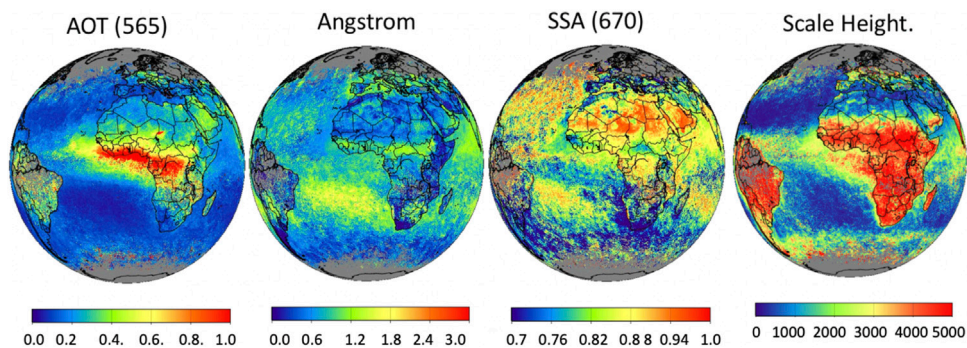 AOT (565)
Angstrom
SSA (670)
Scale Height.
0.0 0.2 0.4. 0.6. 0.8 1.0
0.0 0.6 1.2 1.8 2.4 3.0
0.7 0.76 0.82 0.8 8 0.94 1.0
0 1000 2000 3000 4000 5000